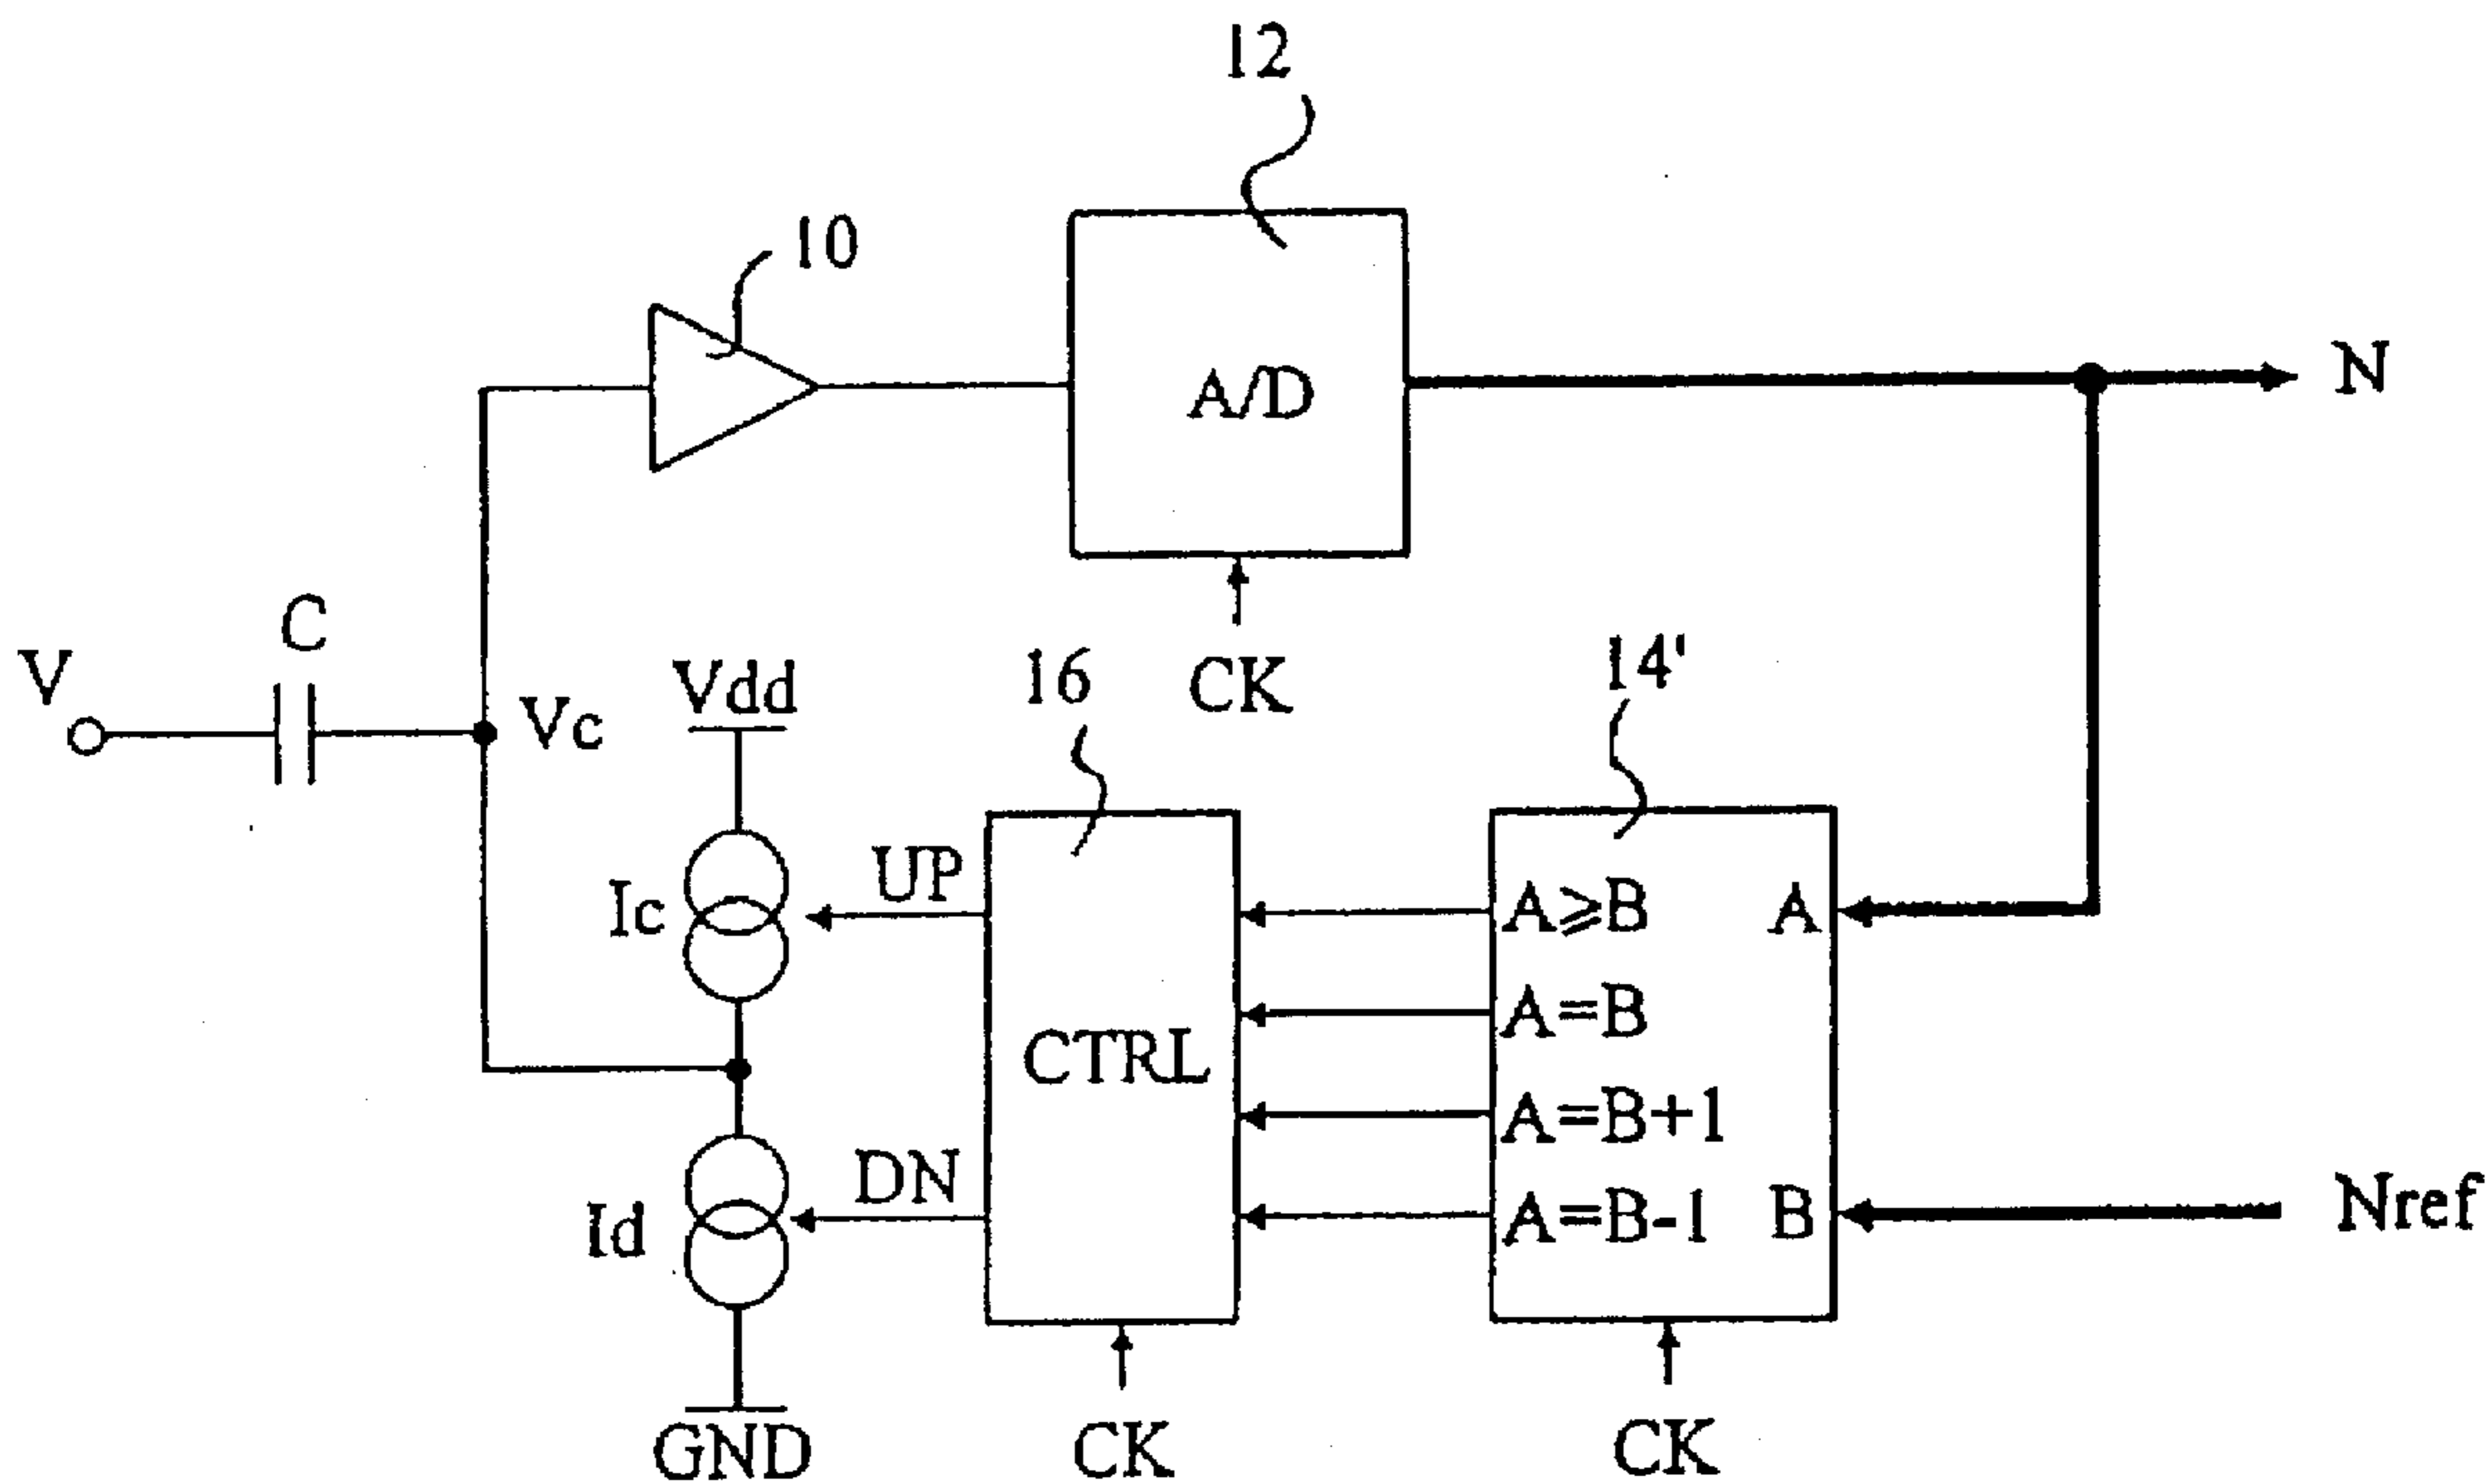 12
10
N
A/D
C
V
Vc
Vdd
16
CK
14'
UP
Ic
A⩾B
A
A=B
CTRL
A=B+1
DN
Id
A=B-1
B
Nref
GND
CK
CK